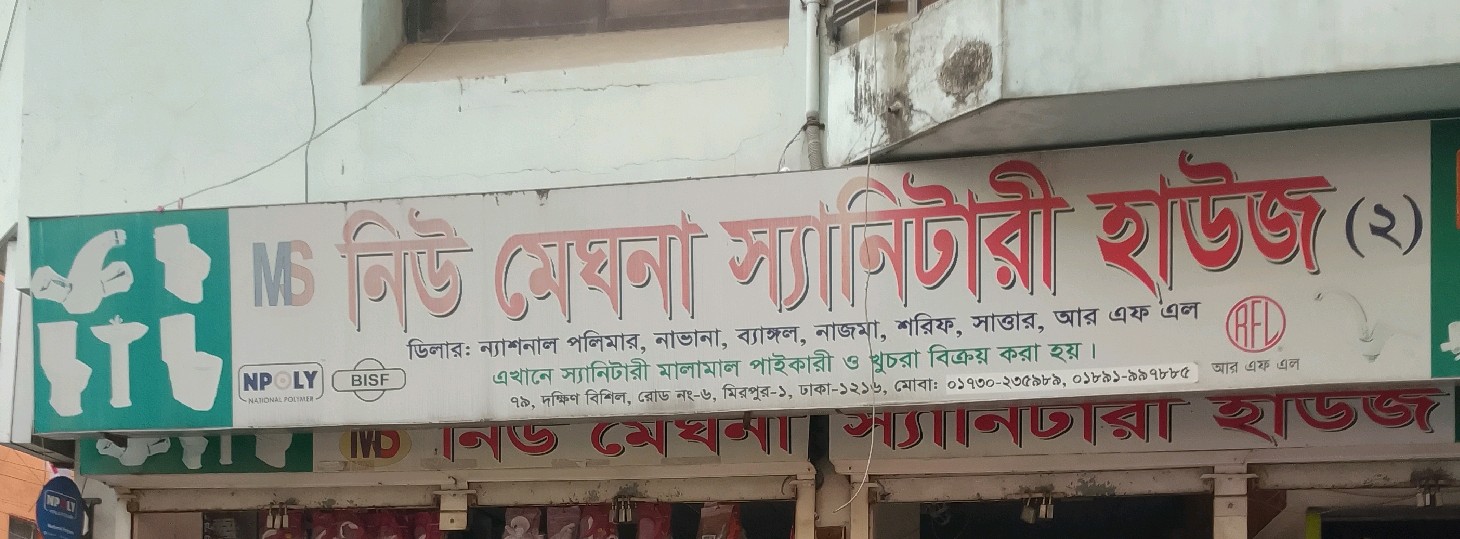 MS নিউ মেঘনা স্যানিটারী হাউজ (২)
ডিলারঃ ন্যাশনাল পলিমার, নাভানা, ব্যাঙ্গল, নাজমা, শরিফ, সাত্তার, আর এফ এল
RFL
এখানে স্যানিটারী মালামাল পাইকারী ও খুচরা বিক্রয় করা হয়।
আর এফ এল
NPOLY
NATIONAL POLYMER
BISF
৭৯, দক্ষিণ বিশিল, রোড নং-৬, মিরপুর-১, ঢাকা-১২১৬, মোবা: ০১৭৩০-২৩৫৯৮৯, ০১৮৯১-৯৯৭৮৮৫
নিউ মেঘনা স্যানিটারী হাউজ
NPOLY